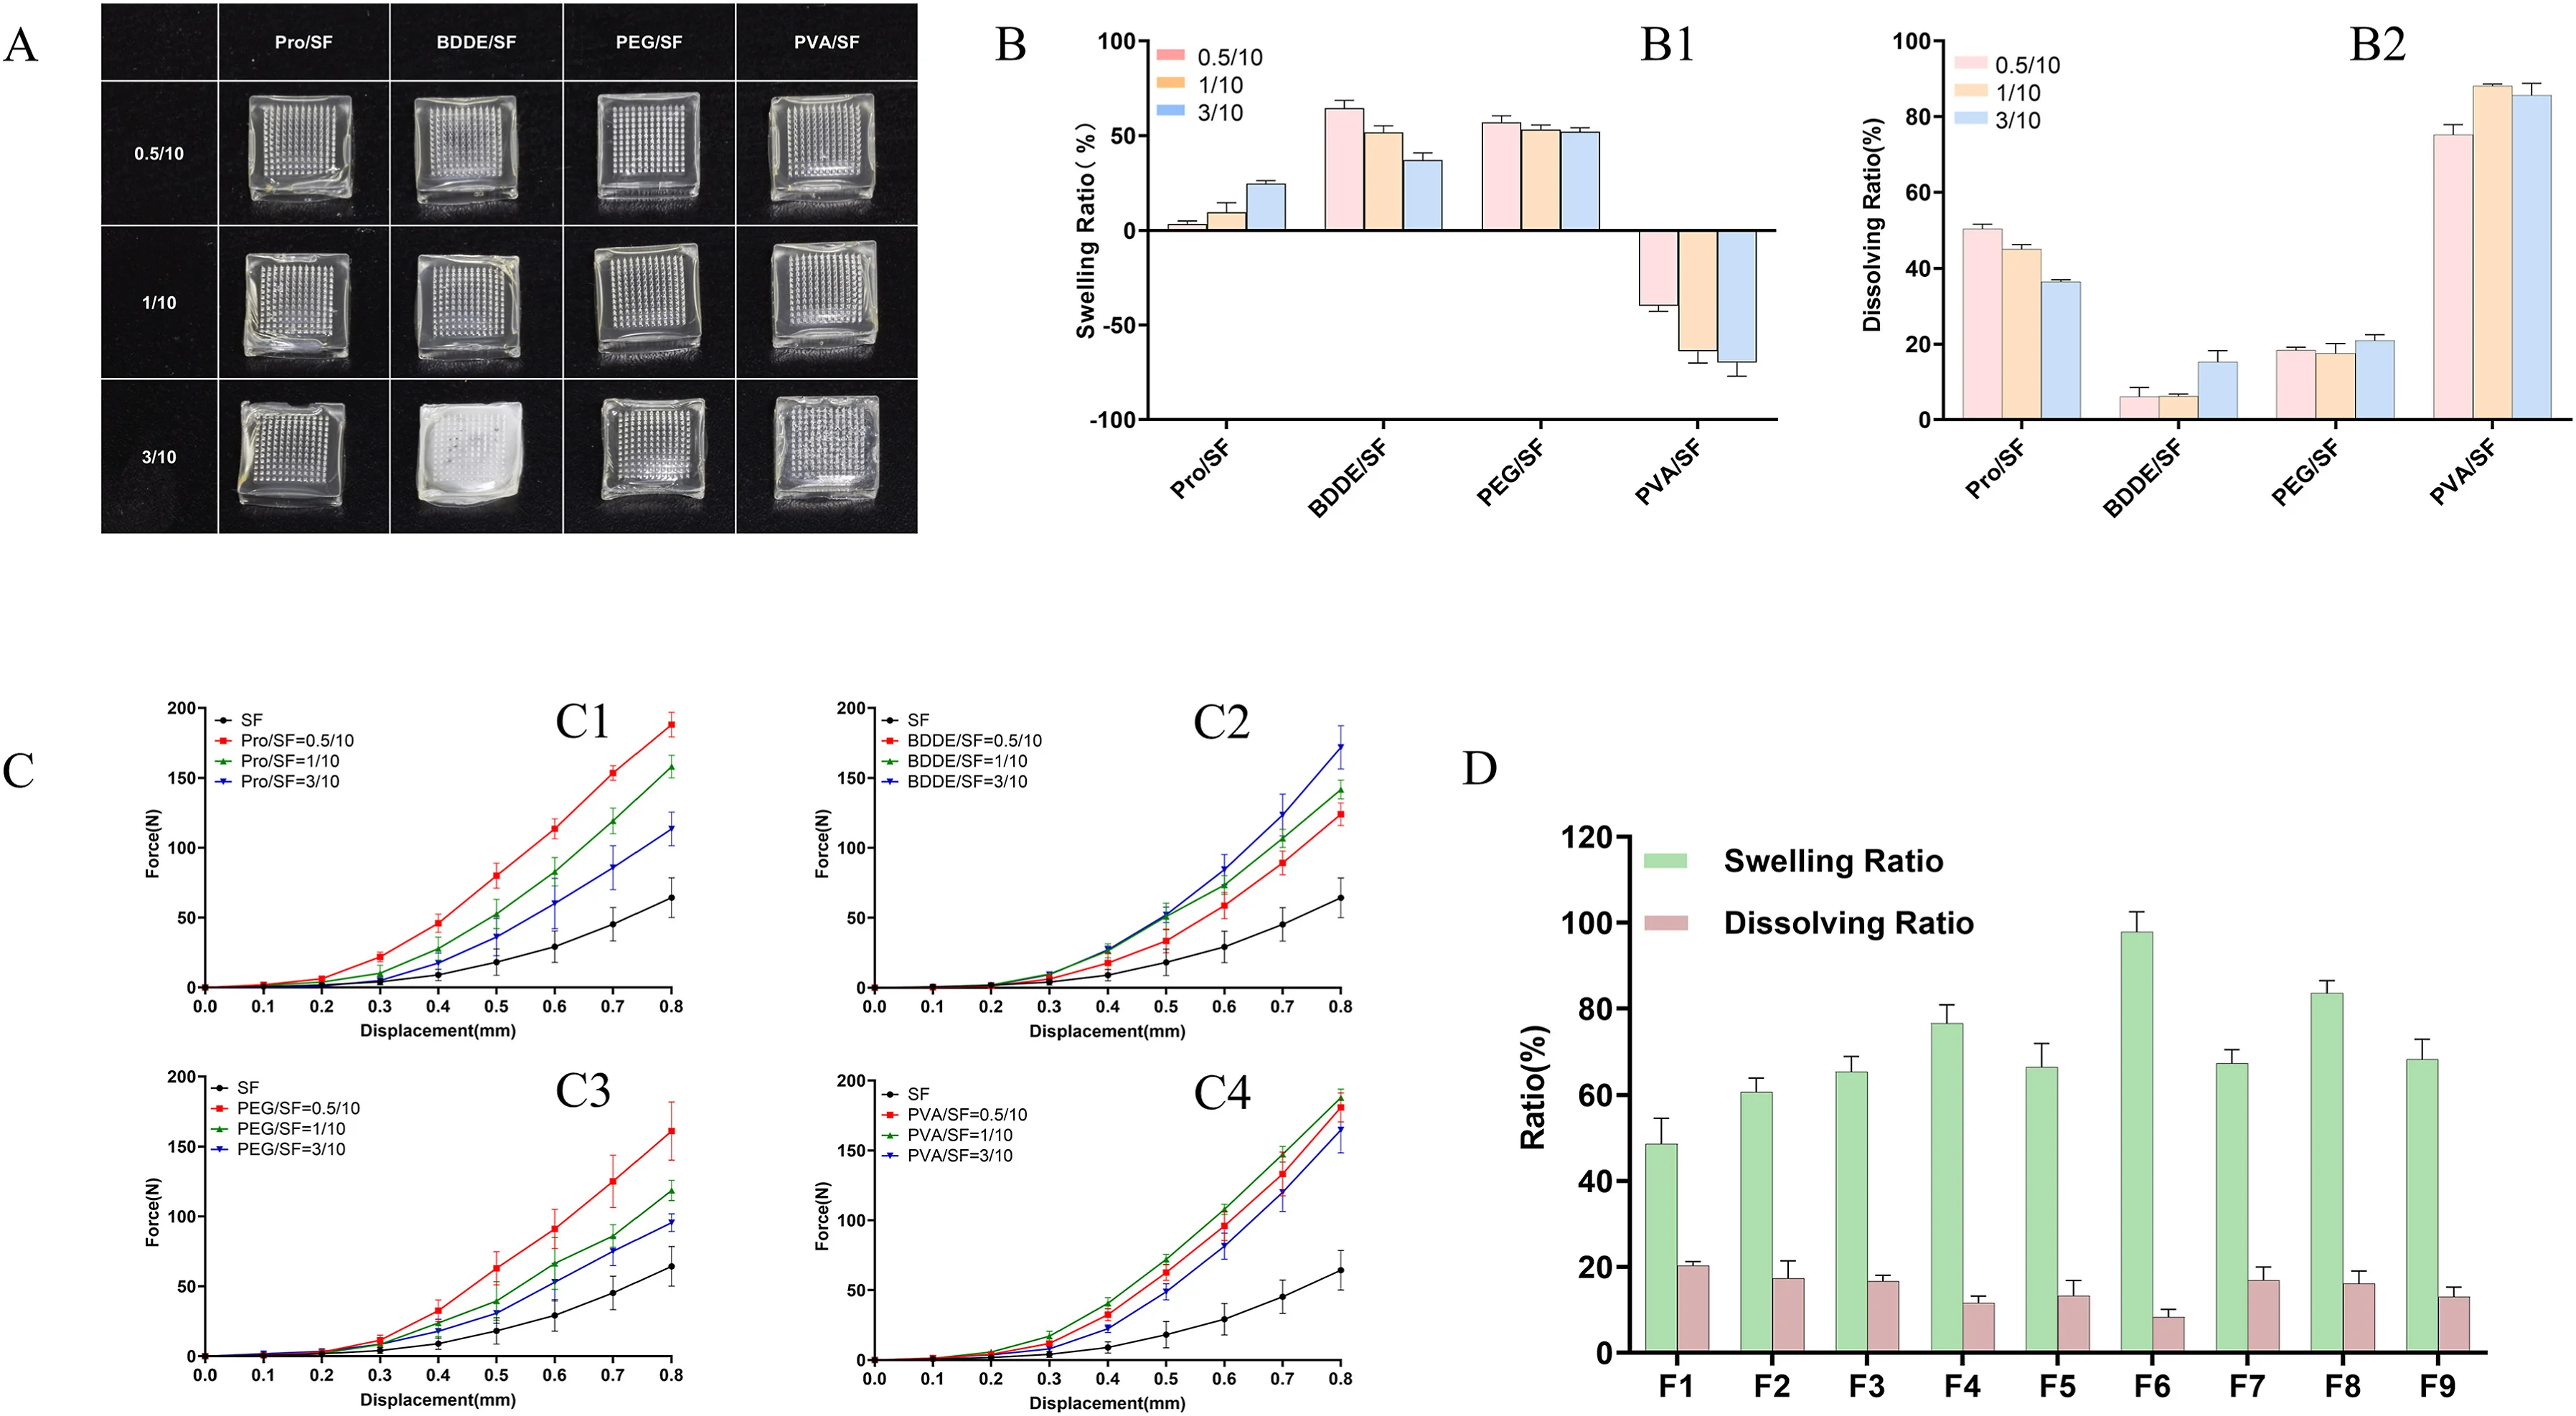 A
Pro/SF BDDE/SF PEG/SF PVA/SF
0.5/10
1/10
3/10
B
B1
100
50
0
-50
-100
Swelling Ratio( %)
0.5/10
1/10
3/10
Pro/SF BDDE/SF PEG/SF PVA/SF
B2
100
80
60
40
20
0
Dissolving Ratio(%)
0.5/10
1/10
3/10
Pro/SF BDDE/SF PEG/SF PVA/SF
C
C1
200
150
100
50
0
Force(N)
SF
Pro/SF=0.5/10
Pro/SF=1/10
Pro/SF=3/10
0.0 0.1 0.2 0.3 0.4 0.5 0.6 0.7 0.8
Displacement(mm)
C2
200
150
100
50
0
Force(N)
SF
BDDE/SF=0.5/10
BDDE/SF=1/10
BDDE/SF=3/10
0.0 0.1 0.2 0.3 0.4 0.5 0.6 0.7 0.8
Displacement(mm)
C3
200
150
100
50
0
Force(N)
SF
PEG/SF=0.5/10
PEG/SF=1/10
PEG/SF=3/10
0.0 0.1 0.2 0.3 0.4 0.5 0.6 0.7 0.8
Displacement(mm)
C4
200
150
100
50
0
Force(N)
SF
PVA/SF=0.5/10
PVA/SF=1/10
PVA/SF=3/10
0.0 0.1 0.2 0.3 0.4 0.5 0.6 0.7 0.8
Displacement(mm)
D
120
100
80
60
40
20
0
Ratio(%)
Swelling Ratio
Dissolving Ratio
F1 F2 F3 F4 F5 F6 F7 F8 F9